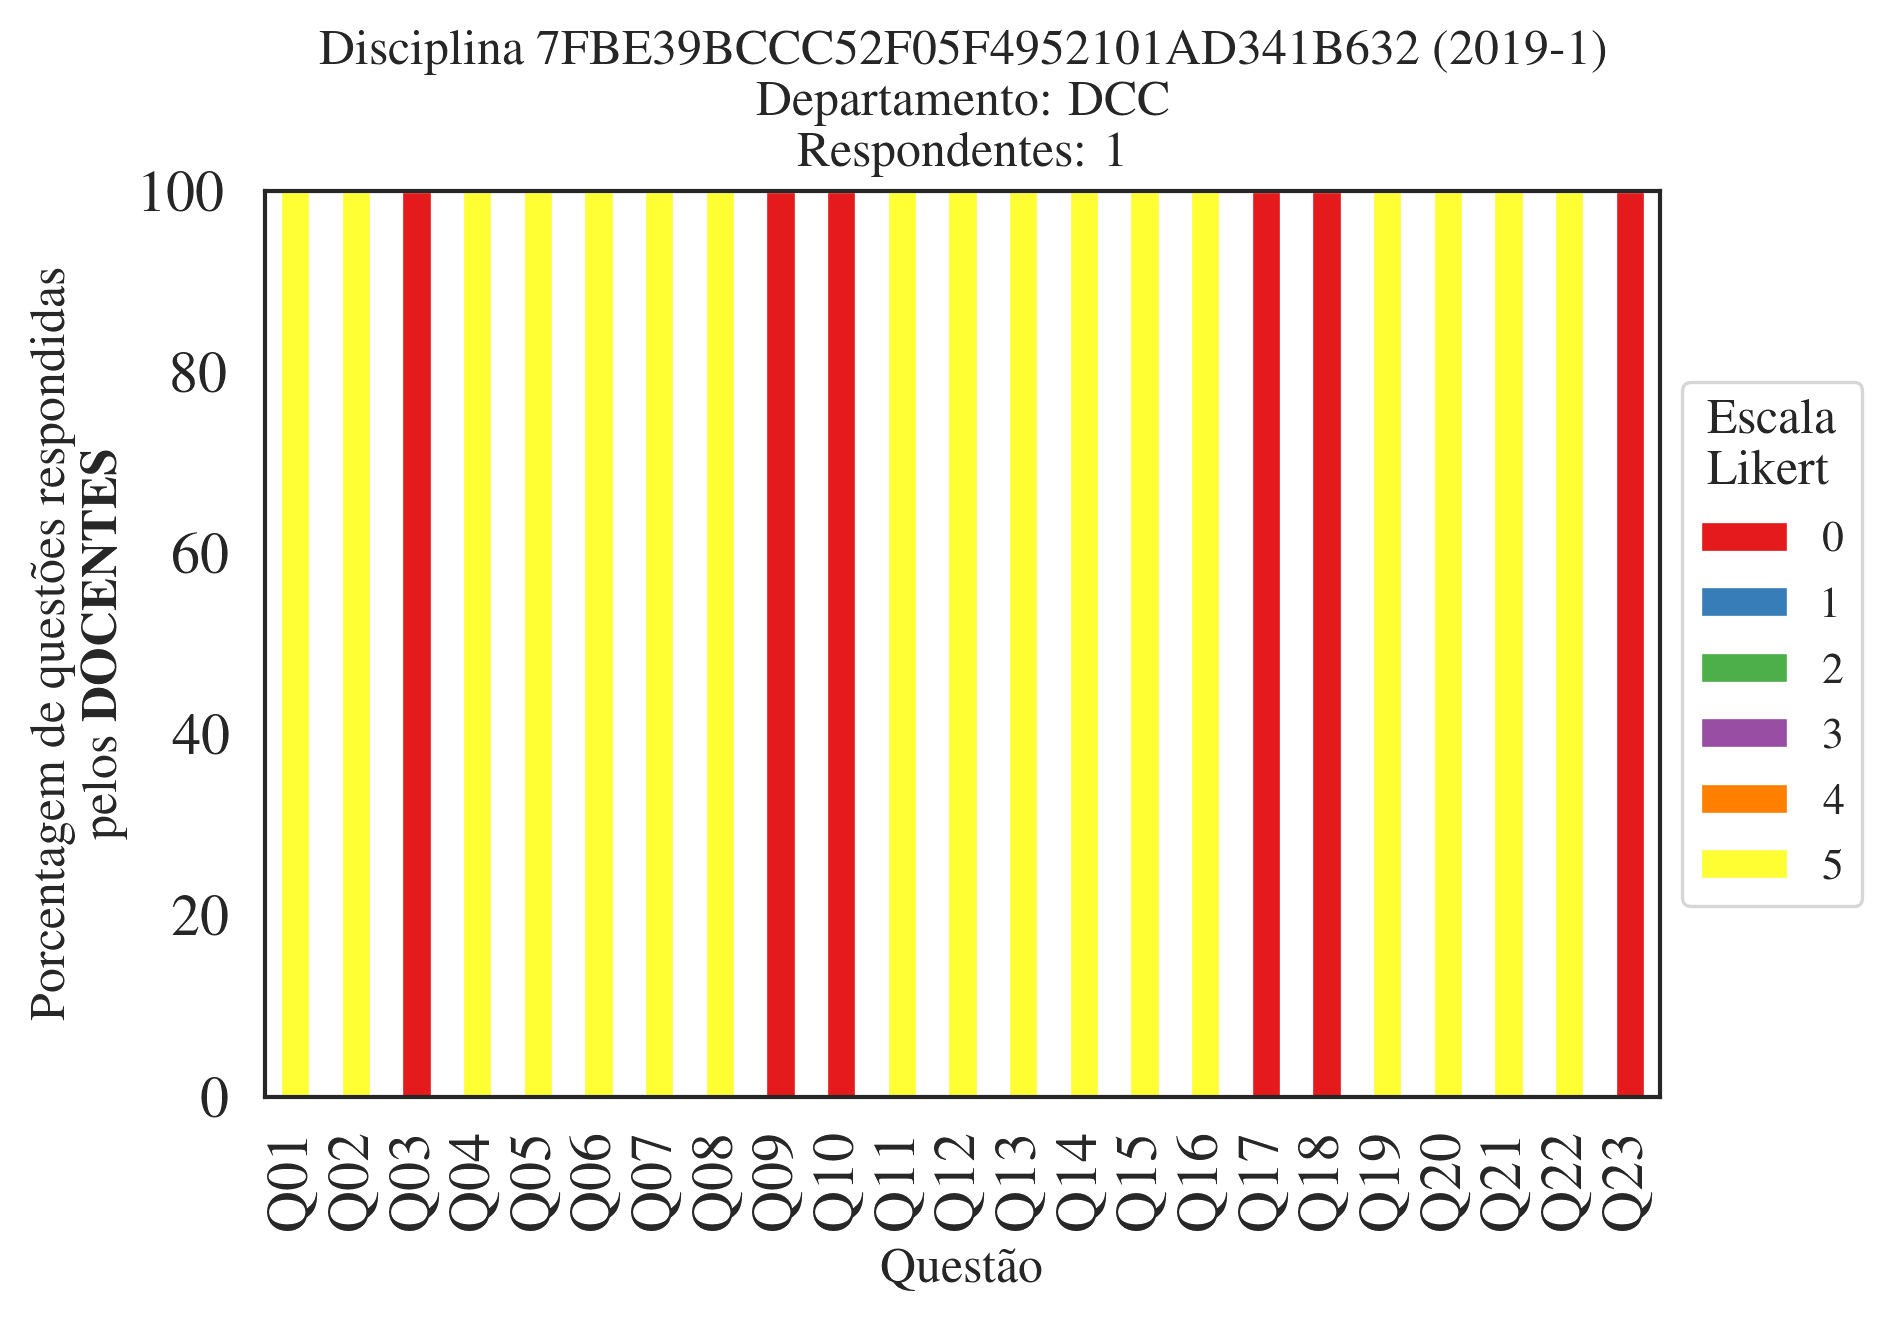 Disciplina 7FBE39BCCC52F05F4952101AD341B632 (2019-1)
Departamento: DCC
Respondentes: 1
Porcentagem de questões respondidas
pelos DOCENTES
100
80
60
40
20
0
Q01
Q02
Q03
Q04
Q05
Q06
Q07
Q08
Q09
Q10
Q11
Q12
Q13
Q14
Q15
Q16
Q17
Q18
Q19
Q20
Q21
Q22
Q23
Questão
Escala
Likert
0
1
2
3
4
5